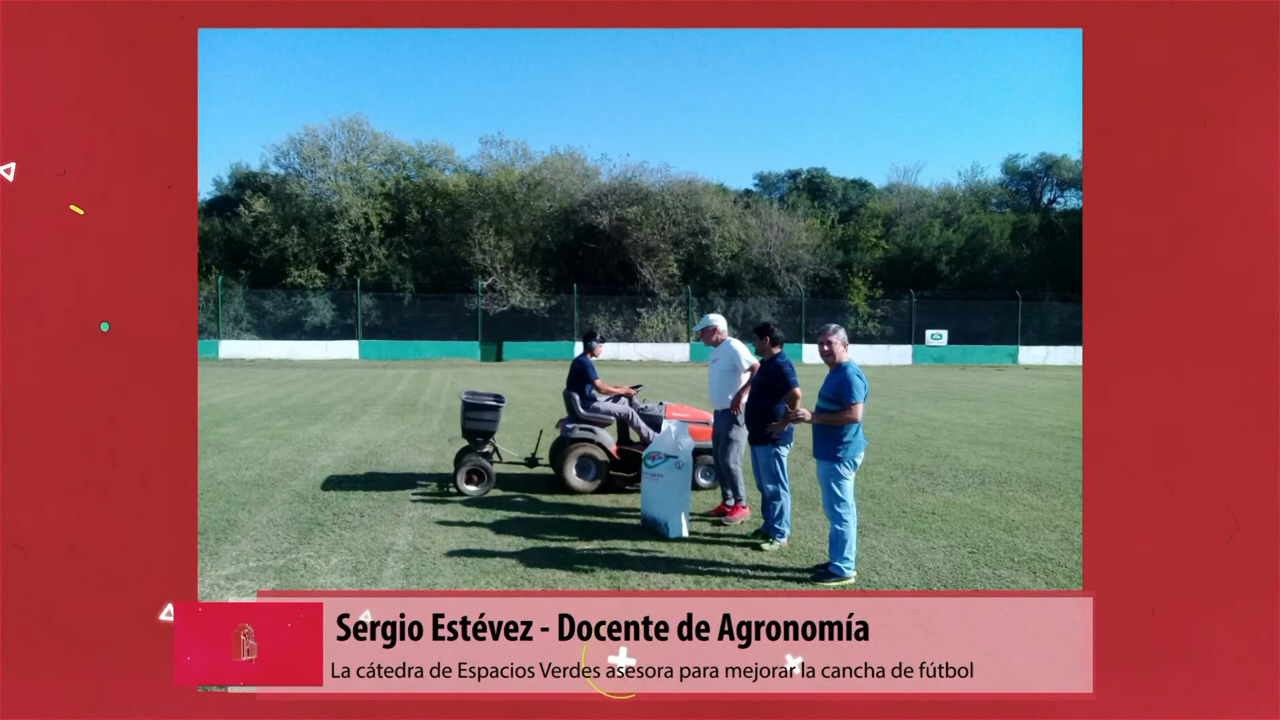 Sergio Estévez - Docente de Agronomía
La cátedra de Espacios Verdes asesora para mejorar la cancha de fútbol